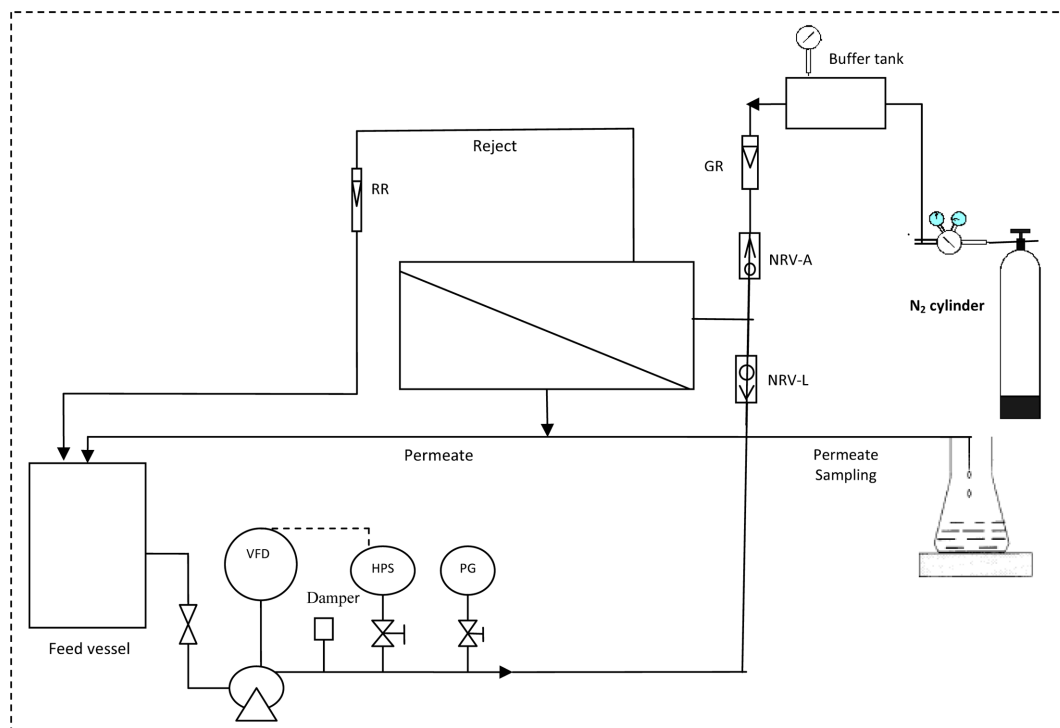 Buffer tank
Reject
GR
RR
NRV-A
N₂ cylinder
NRV-L
Permeate
Permeate
Sampling
VFD
HPS
PG
Damper
Feed vessel